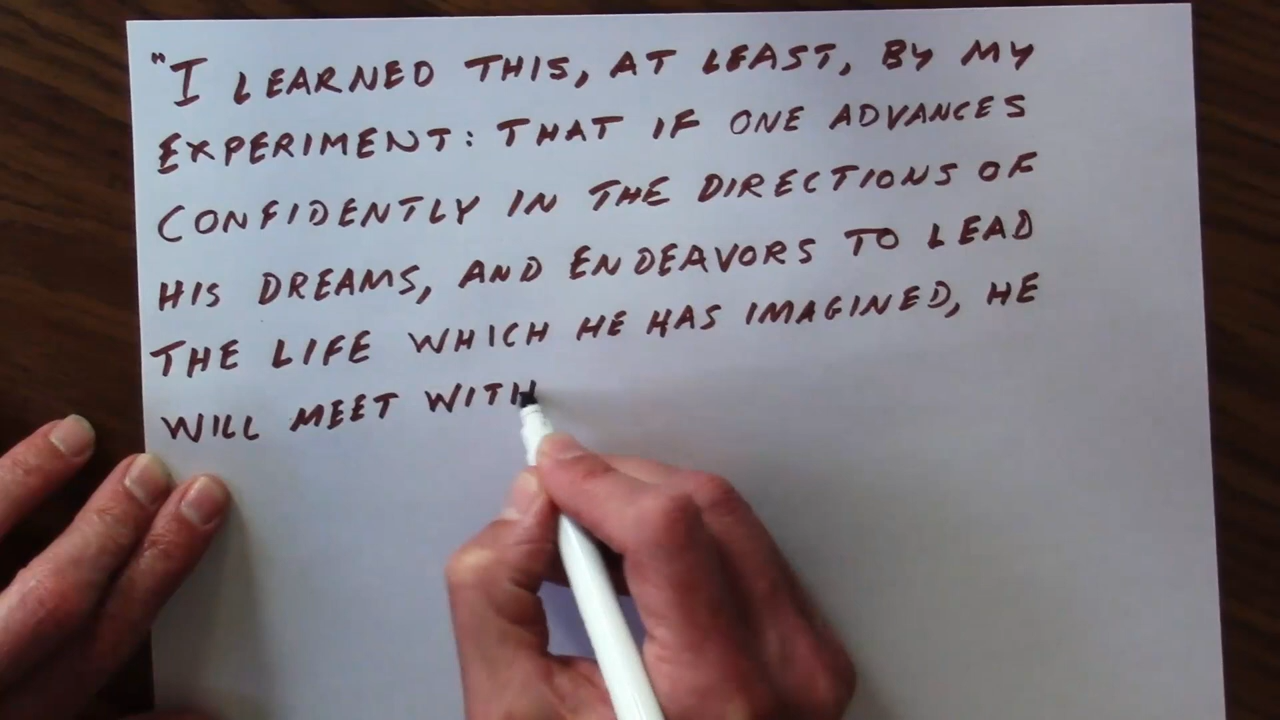 "I LEARNED THIS, AT LEAST, BY MY
EXPERIMENT: THAT IF ONE ADVANCES
CONFIDENTLY IN THE DIRECTIONS OF
HIS DREAMS, AND ENDEAVORS TO LEAD
THE LIFE WHICH HE HAS IMAGINED, HE
WILL MEET WITH